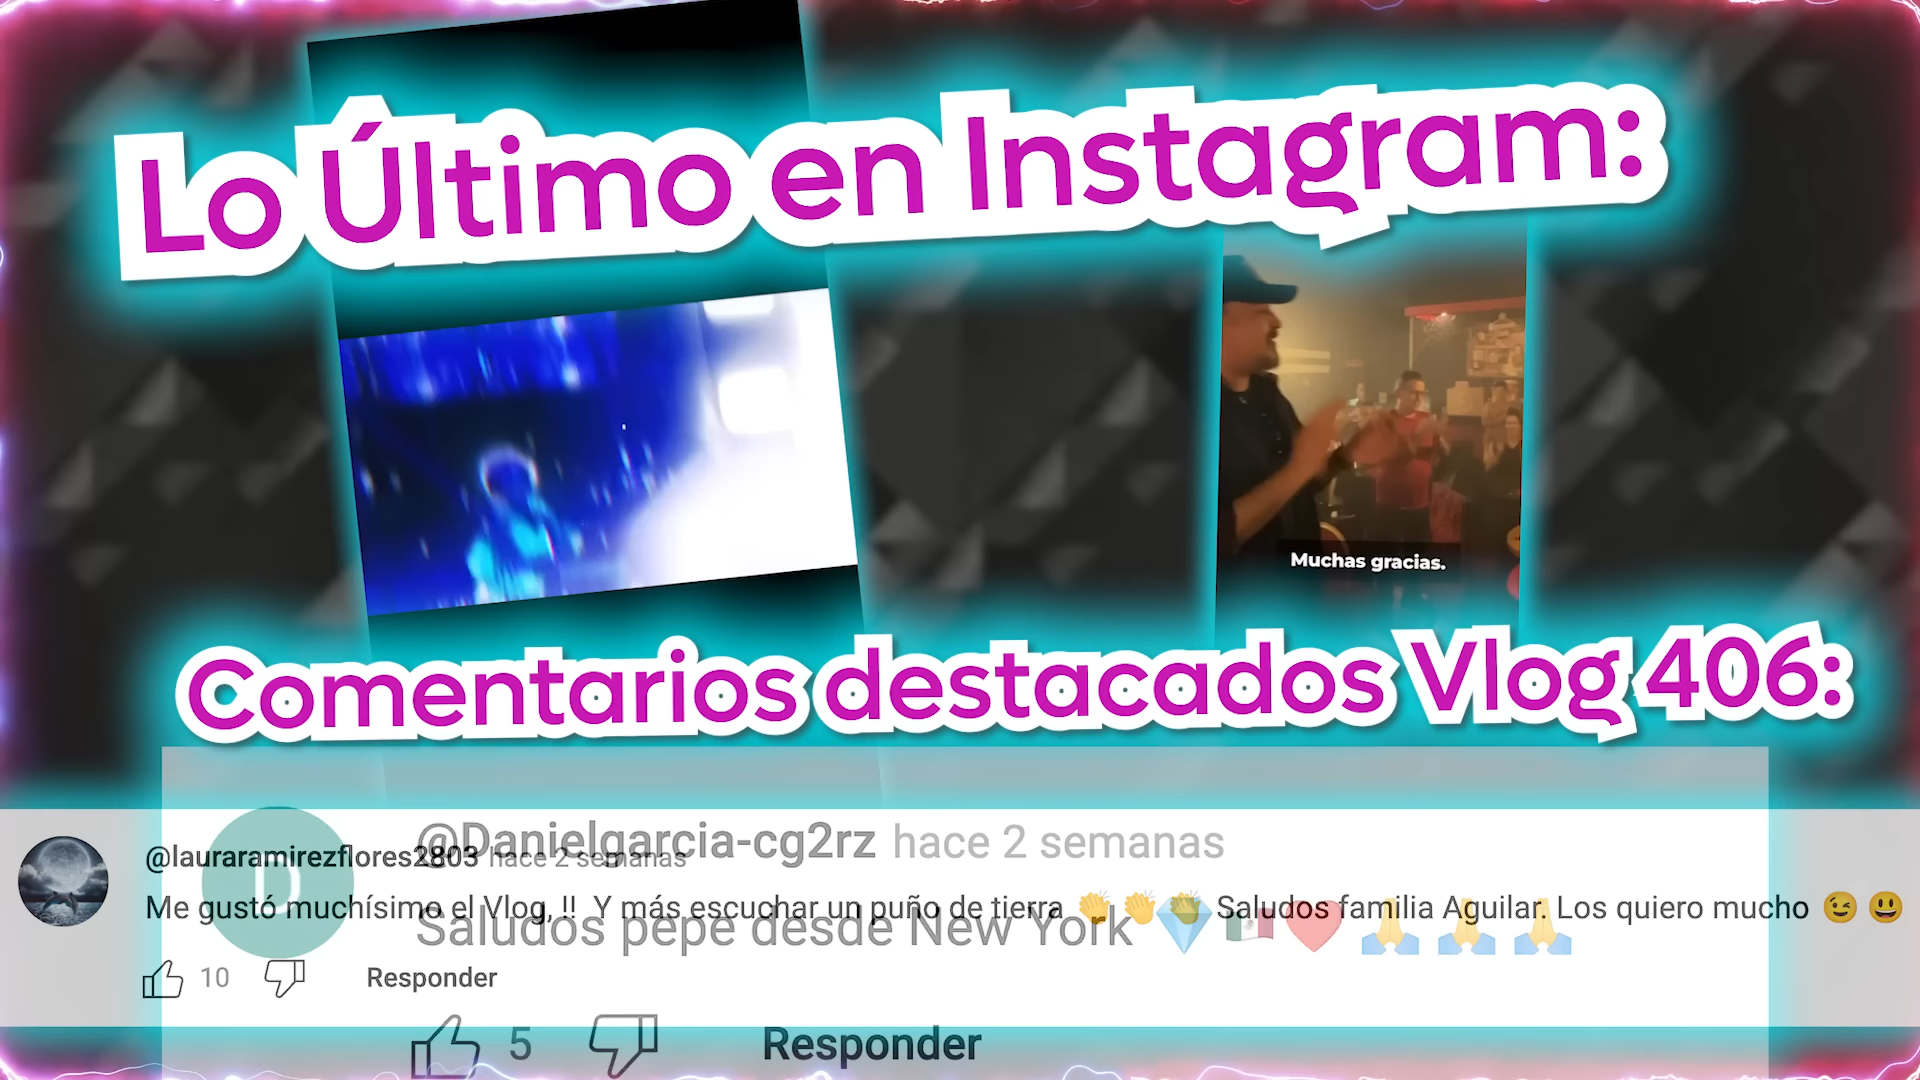 Lo Último en Instagram:
Muchas gracias.
Comentarios destacados Vlog 406:
@Danielgarcia-cg2rz hace 2 semanas
@lauraramirezflores2803 hace 2 semanas
D
Me gustó muchísimo el Vlog, !! Y más escuchar un puño de tierra 👏👏👏 Saludos familia Aguilar. Los quiero mucho 😉😃
Saludos pepe desde New York 💎🇲🇽❤️🙏🙏🙏
10 Responder
5 Responder